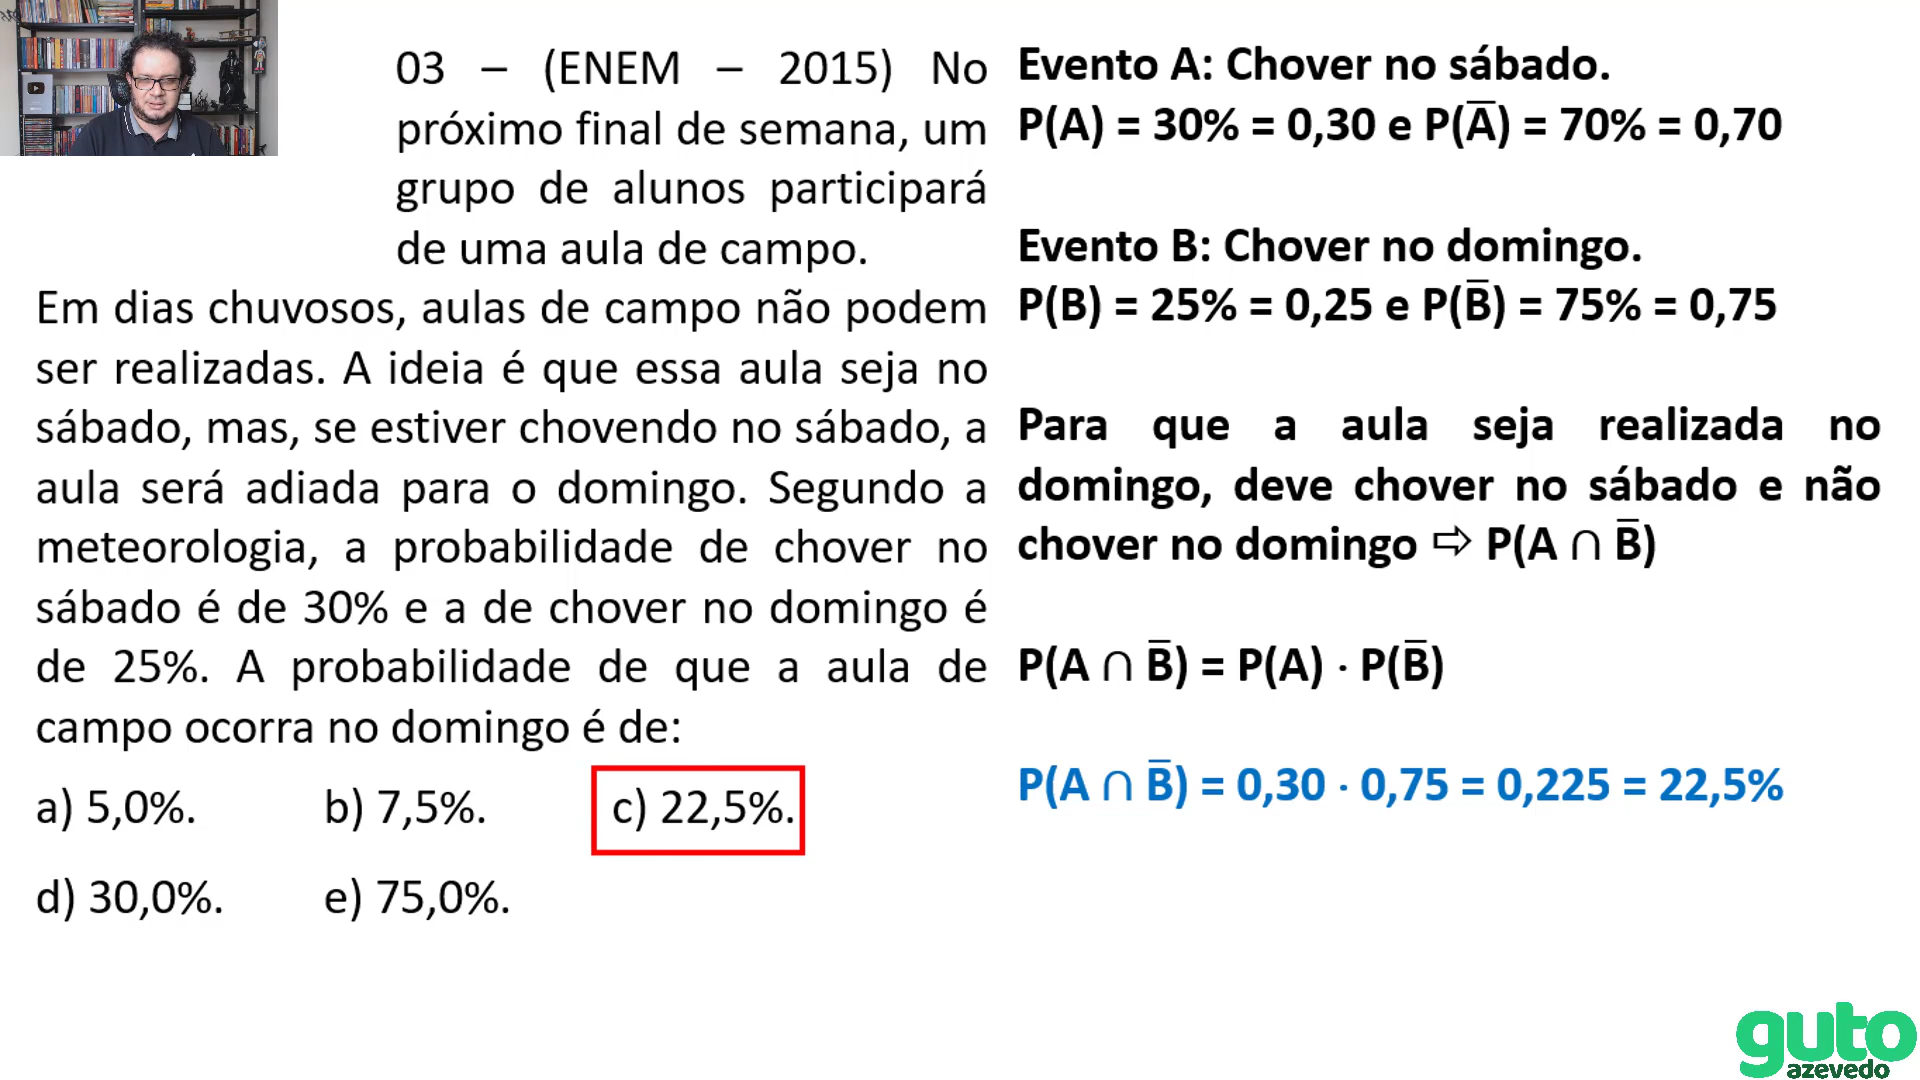 03 – (ENEM – 2015) No
próximo final de semana, um
grupo de alunos participará
de uma aula de campo.
Em dias chuvosos, aulas de campo não podem
ser realizadas. A ideia é que essa aula seja no
sábado, mas, se estiver chovendo no sábado, a
aula será adiada para o domingo. Segundo a
meteorologia, a probabilidade de chover no
sábado é de 30% e a de chover no domingo é
de 25%. A probabilidade de que a aula de
campo ocorra no domingo é de:
a) 5,0%. b) 7,5%. c) 22,5%.
d) 30,0%. e) 75,0%.
Evento A: Chover no sábado.
P(A) = 30% = 0,30 e P(A̅) = 70% = 0,70
Evento B: Chover no domingo.
P(B) = 25% = 0,25 e P(B̅) = 75% = 0,75
Para que a aula seja realizada no
domingo, deve chover no sábado e não
chover no domingo ⇨ P(A ∩ B̅)
P(A ∩ B̅) = P(A) · P(B̅)
P(A ∩ B̅) = 0,30 · 0,75 = 0,225 = 22,5%
guto
azevedo